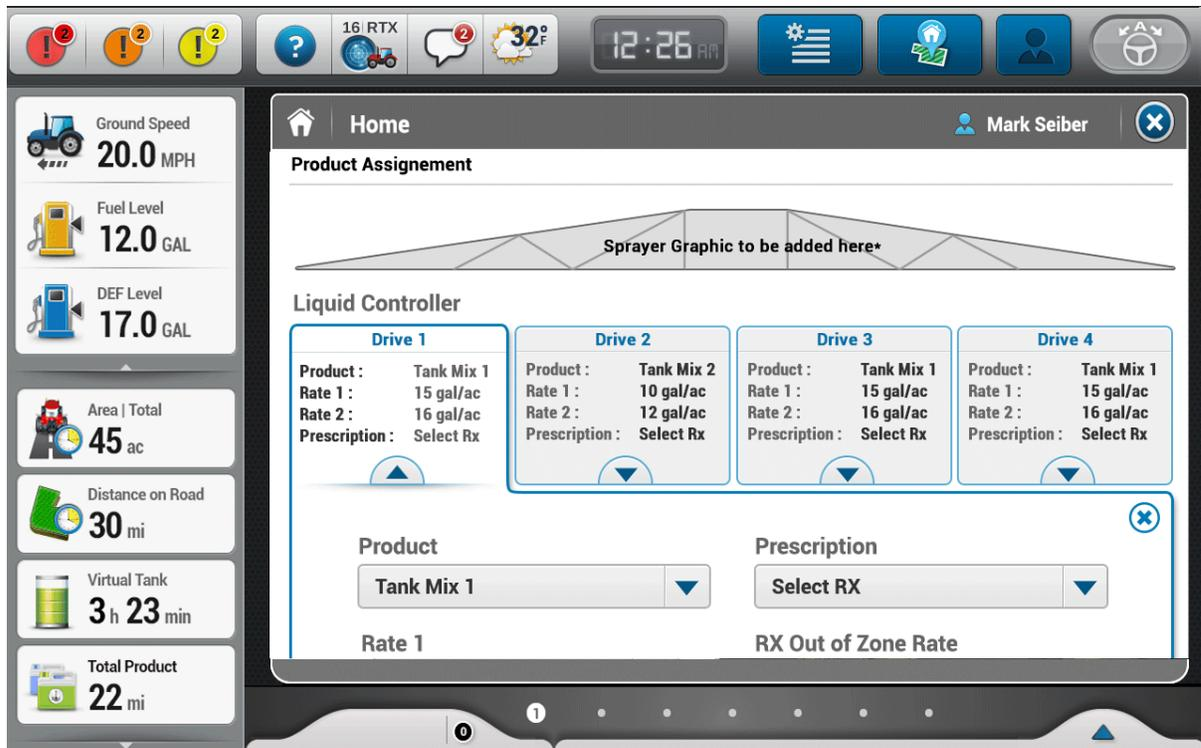 2
2
2
?
16 RTX
2
32°F
12:26 AM
A
Ground Speed
20.0 MPH
Fuel Level
12.0 GAL
DEF Level
17.0 GAL
Area | Total
45 ac
Distance on Road
30 mi
Virtual Tank
3 h 23 min
Total Product
22 mi
Home
Mark Seiber
Product Assignement
Sprayer Graphic to be added here*
Liquid Controller
Drive 1
Product : Tank Mix 1
Rate 1 : 15 gal/ac
Rate 2 : 16 gal/ac
Prescription : Select Rx
Drive 2
Product : Tank Mix 2
Rate 1 : 10 gal/ac
Rate 2 : 12 gal/ac
Prescription : Select Rx
Drive 3
Product : Tank Mix 1
Rate 1 : 15 gal/ac
Rate 2 : 16 gal/ac
Prescription : Select Rx
Drive 4
Product : Tank Mix 1
Rate 1 : 15 gal/ac
Rate 2 : 16 gal/ac
Prescription : Select Rx
Product
Tank Mix 1
Prescription
Select RX
Rate 1
RX Out of Zone Rate
1
0